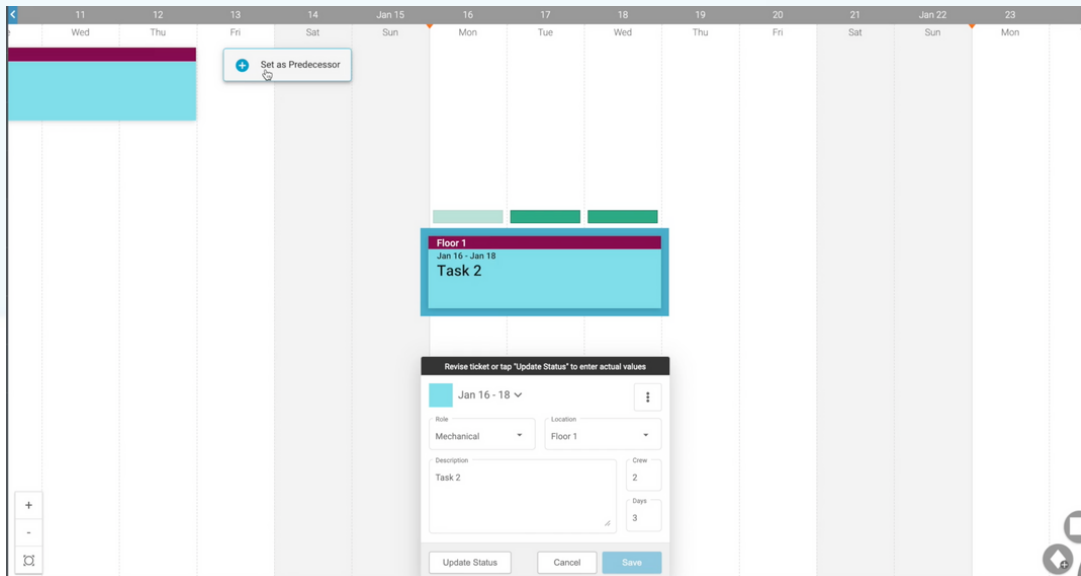 11 12 13 14 Jan 15 16 17 18 19 20 21 Jan 22 23
Wed Thu Fri Sat Sun Mon Tue Wed Thu Fri Sat Sun Mon
Set as Predecessor
Floor 1
Jan 16 - Jan 18
Task 2
Revise ticket or tap "Update Status" to enter actual values
Jan 16 - 18
Role Location
Mechanical Floor 1
Description Crew
Task 2 2
Days
3
+
-
Update Status Cancel Save